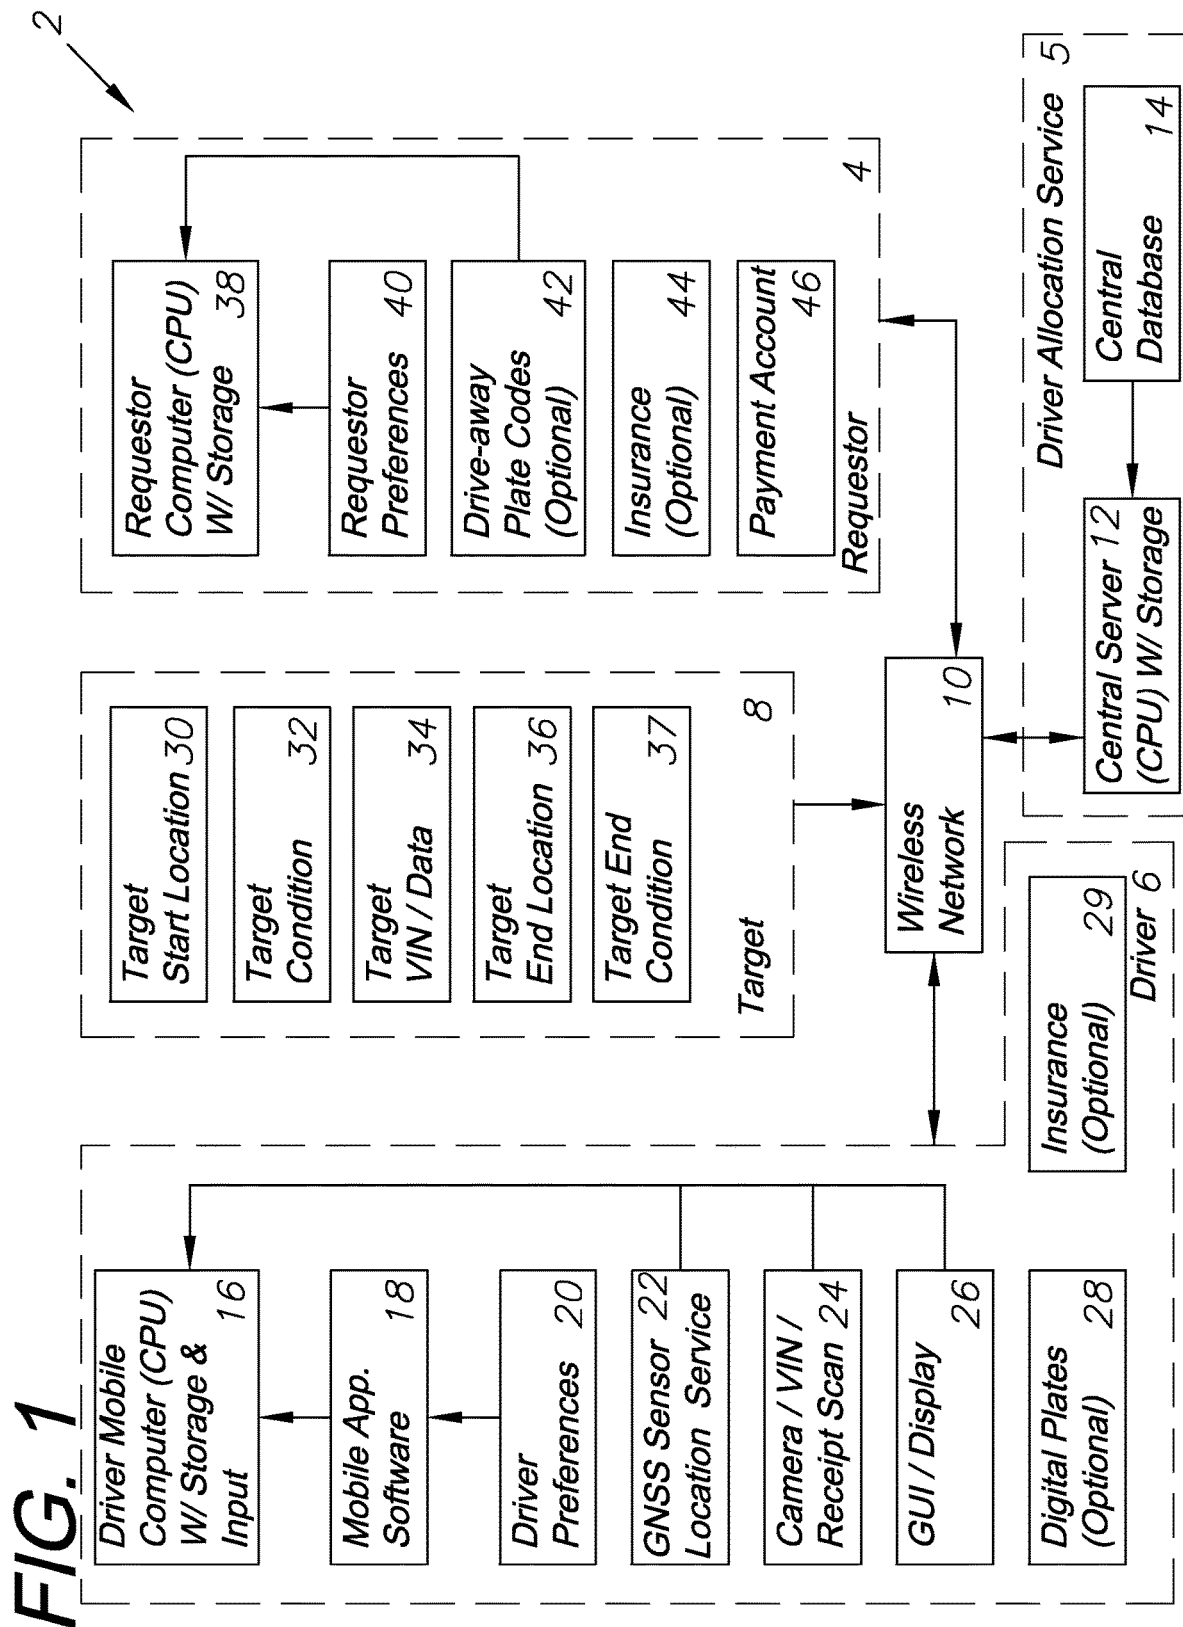 FIG. 1
2
Driver Mobile
Computer (CPU)
W/ Storage &
Input 16
Mobile App.
Software 18
Driver
Preferences 20
GNSS Sensor 22
Location Service
Camera / VIN /
Receipt Scan 24
GUI / Display
26
Digital Plates
(Optional) 28
Insurance
(Optional) 29
Driver 6
Target
Start Location 30
Target
Condition 32
Target
VIN / Data 34
Target
End Location 36
Target End
Condition 37
Target 8
Requestor
Computer (CPU)
W/ Storage 38
Requestor
Preferences 40
Drive-away
Plate Codes
(Optional) 42
Insurance
(Optional) 44
Payment Account
46
Requestor 4
Wireless
Network 10
Driver Allocation Service 5
Central Server 12
(CPU) W/ Storage
Central
Database 14